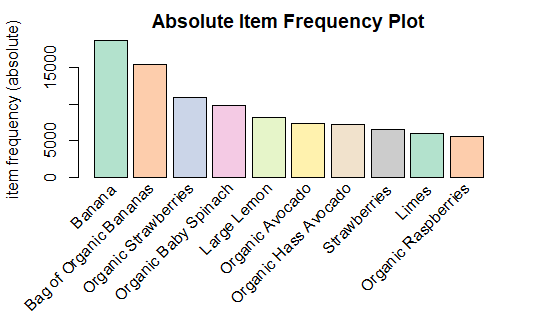 Absolute Item Frequency Plot
item frequency (absolute)
15000
5000
0
Banana
Bag of Organic Bananas
Organic Strawberries
Organic Baby Spinach
Large Lemon
Organic Avocado
Organic Hass Avocado
Strawberries
Limes
Organic Raspberries